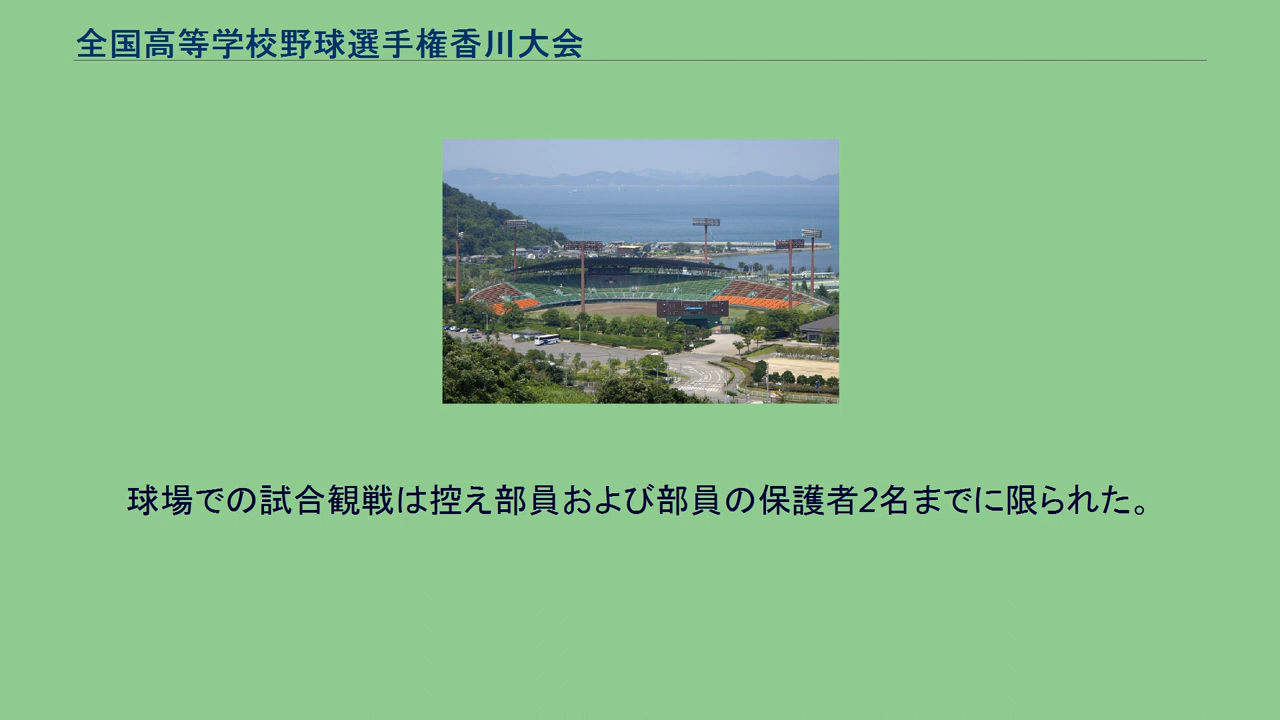 全国高等学校野球選手権香川大会
球場での試合観戦は控え部員および部員の保護者2名までに限られた。